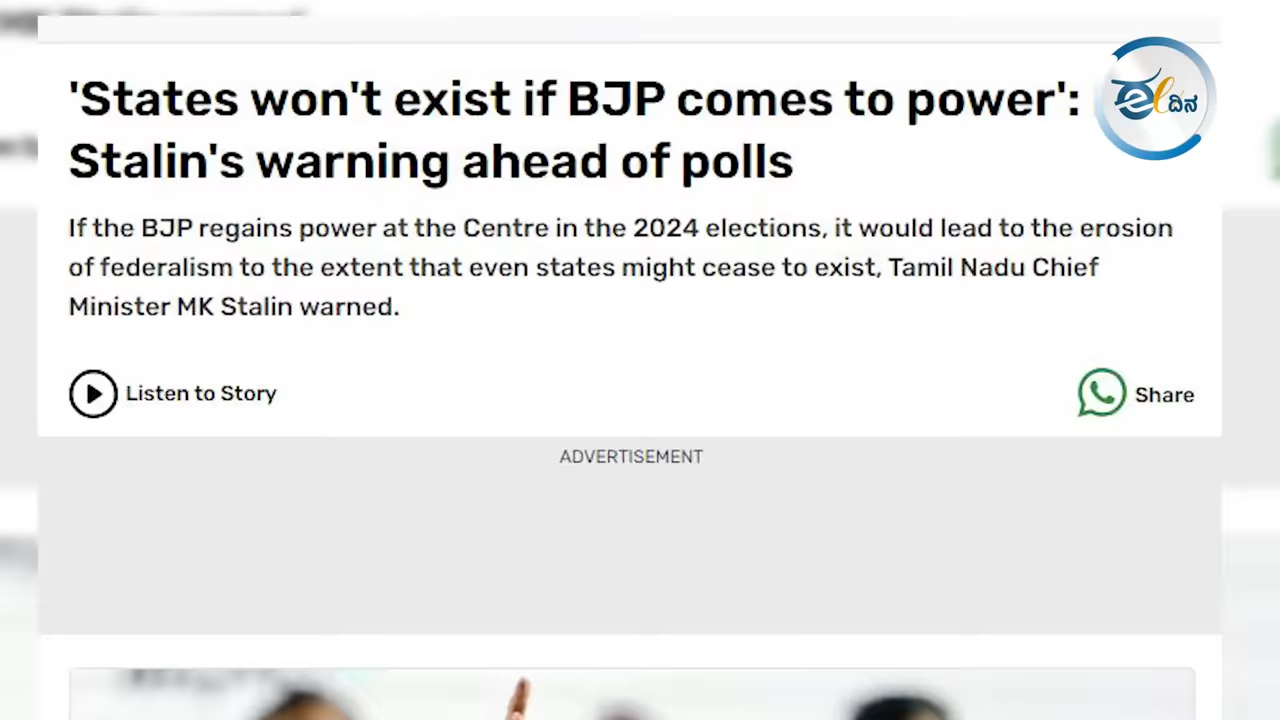 'States won't exist if BJP comes to power':
Stalin's warning ahead of polls
If the BJP regains power at the Centre in the 2024 elections, it would lead to the erosion
of federalism to the extent that even states might cease to exist, Tamil Nadu Chief
Minister MK Stalin warned.
Listen to Story
Share
ADVERTISEMENT
ದಿನ